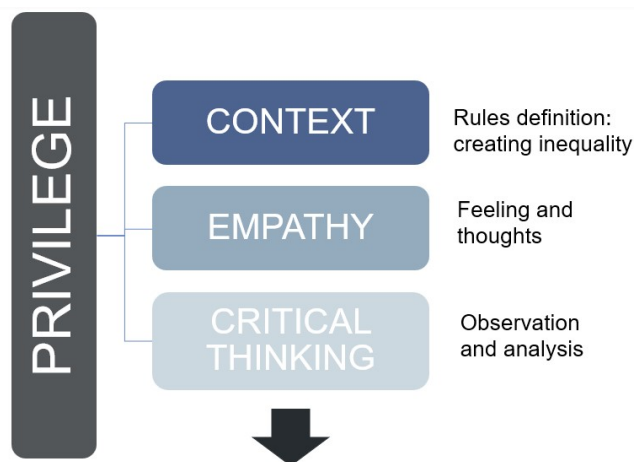 PRIVILEGE
CONTEXT
Rules definition:
creating inequality
EMPATHY
Feeling and
thoughts
CRITICAL
THINKING
Observation
and analysis